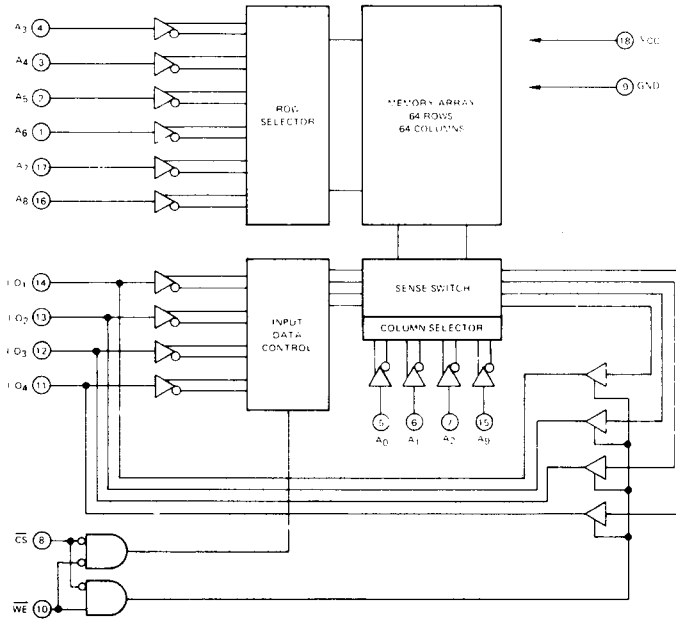 A3 4
A4 3
A5 2
A6 1
A7 17
A8 16
ROW
SELECTOR
MEMORY ARRAY
64 ROWS
64 COLUMNS
18 VCC
9 GND
I/O1 14
I/O2 13
I/O3 12
I/O4 11
INPUT
DATA
CONTROL
SENSE SWITCH
COLUMN SELECTOR
5 6 7 15
A0 A1 A2 A9
CS 8
WE 10